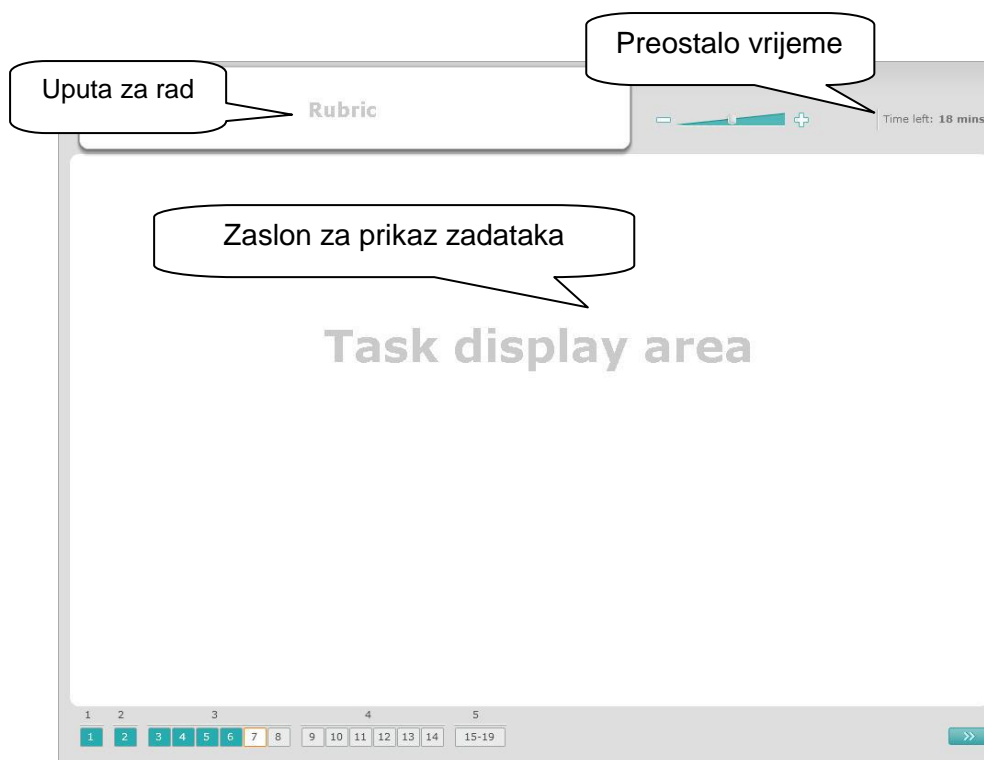 Preostalo vrijeme
Uputa za rad
Rubric
Time left: 18 mins
Zaslon za prikaz zadataka
Task display area
1 2 3 4 5
1 2 3 4 5 6 7 8 9 10 11 12 13 14 15-19
>>